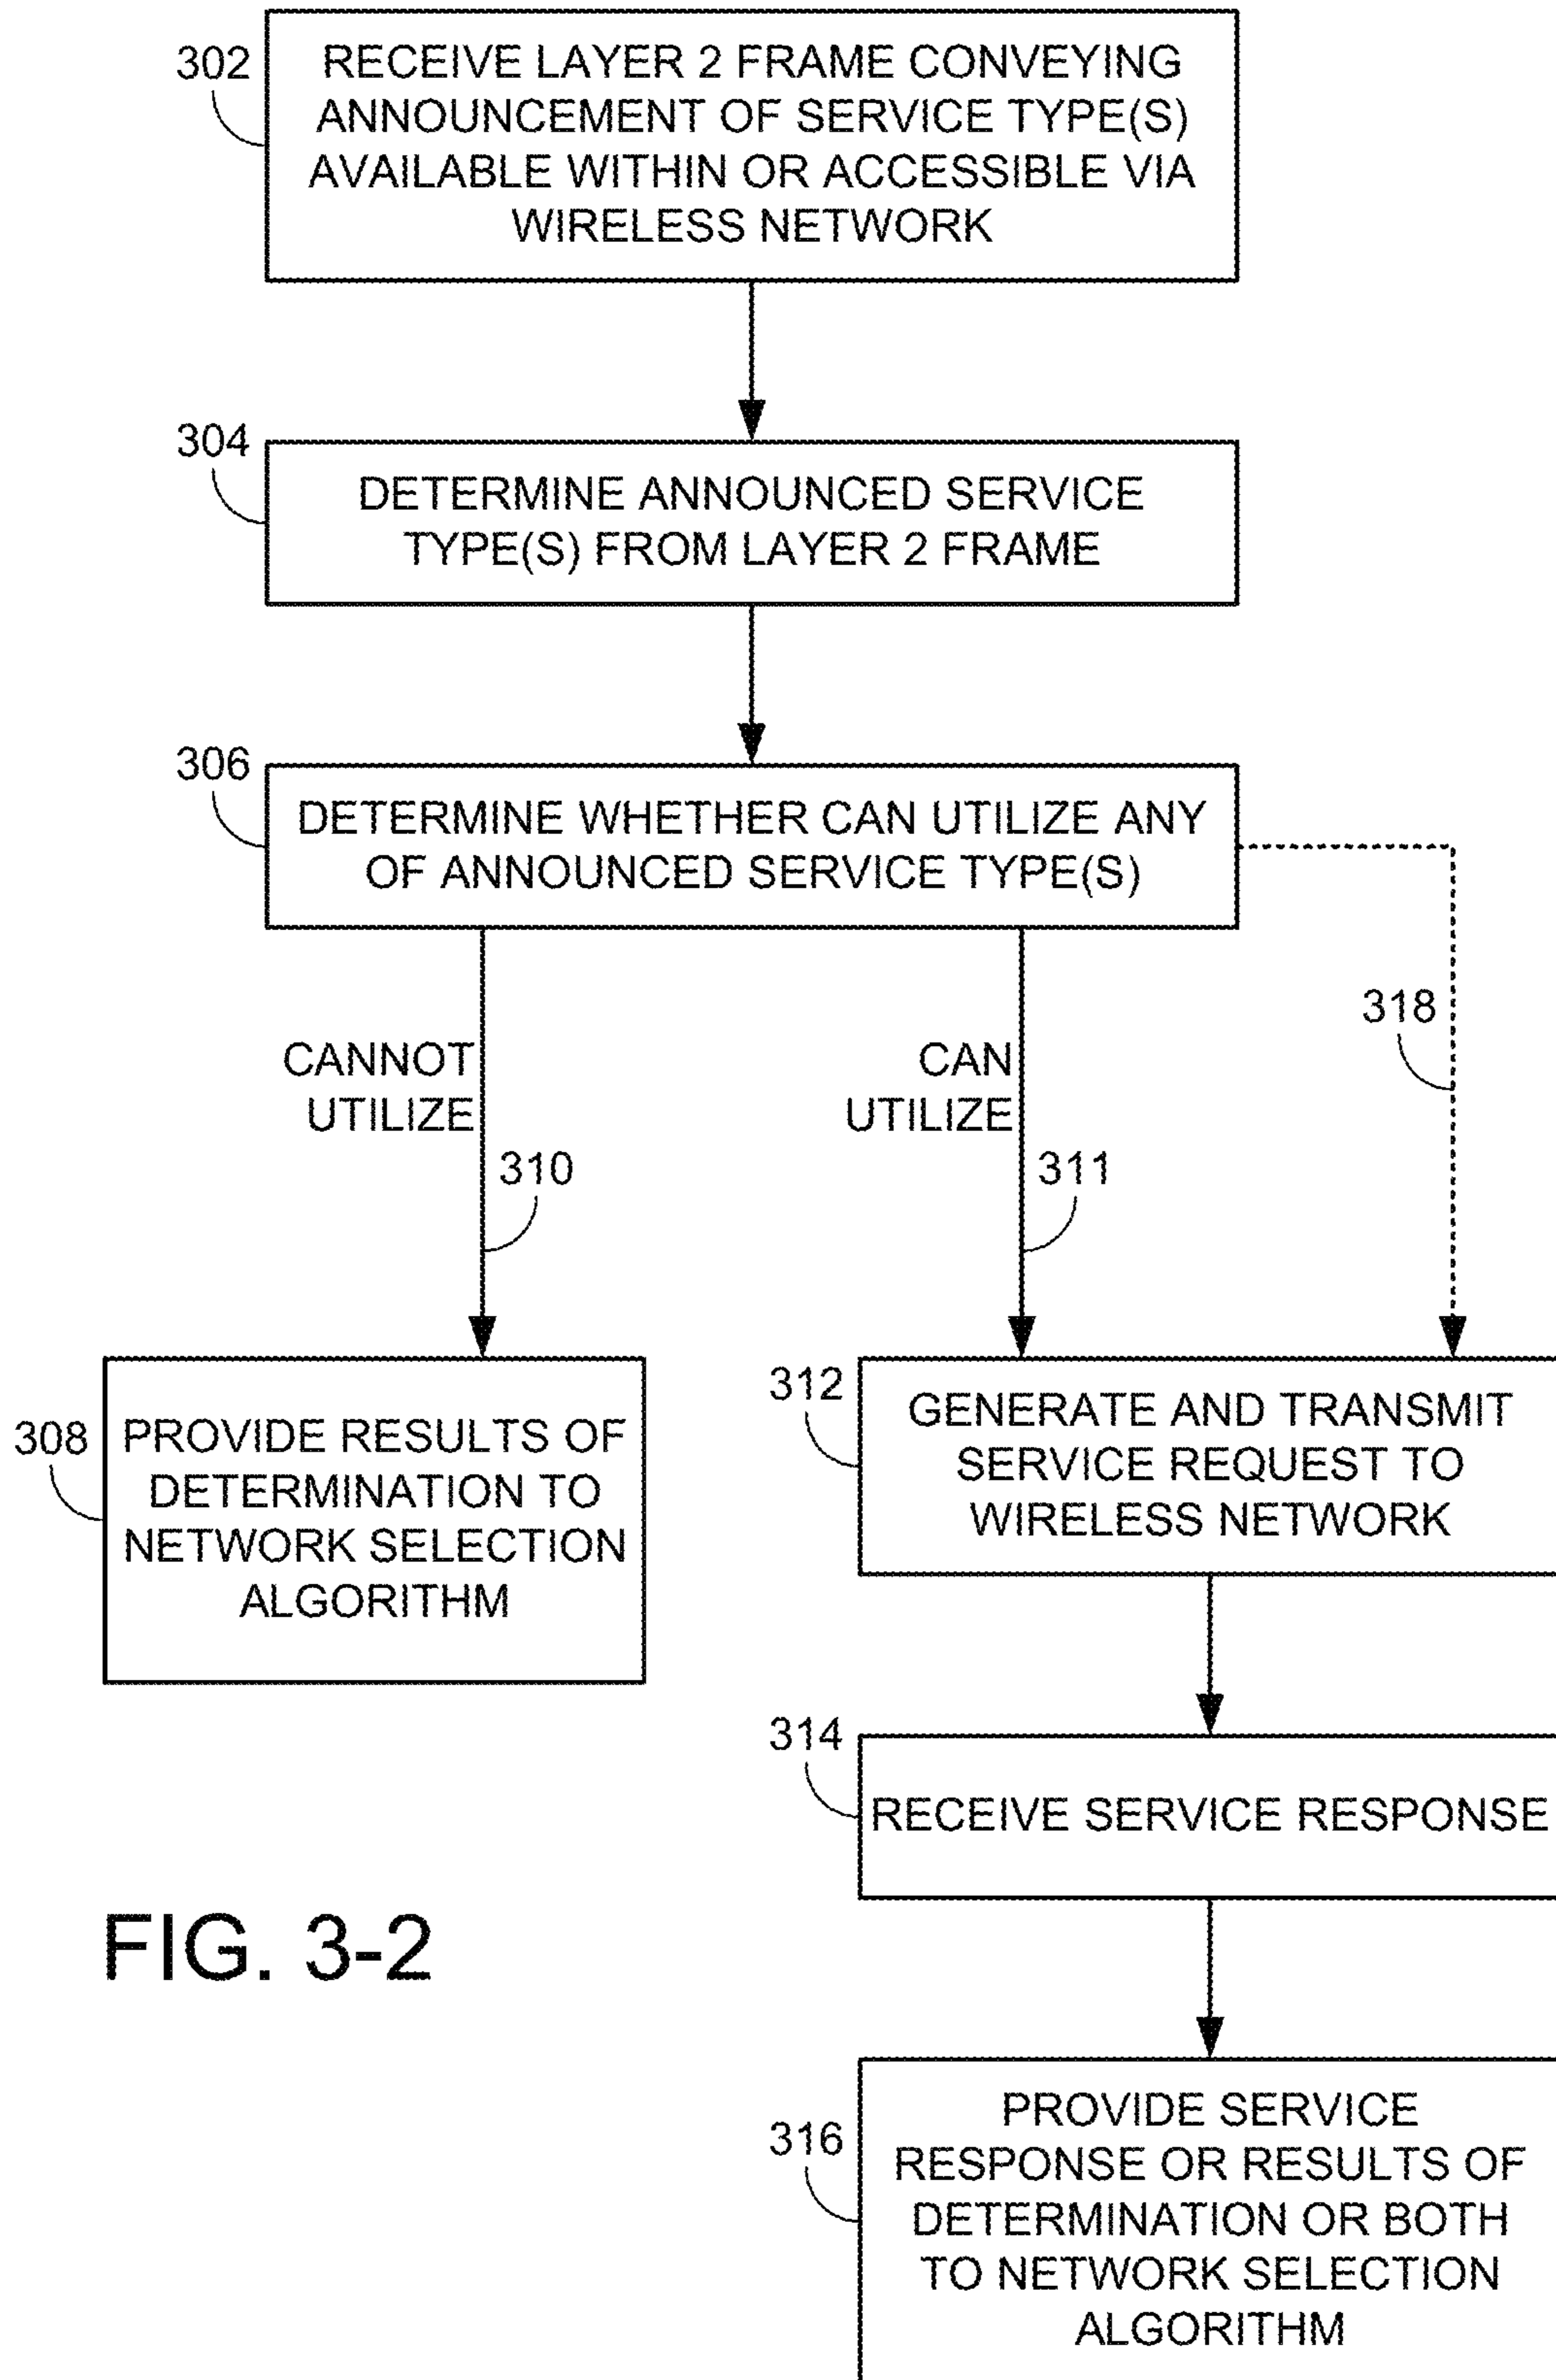 302
RECEIVE LAYER 2 FRAME CONVEYING
ANNOUNCEMENT OF SERVICE TYPE(S)
AVAILABLE WITHIN OR ACCESSIBLE VIA
WIRELESS NETWORK
304
DETERMINE ANNOUNCED SERVICE
TYPE(S) FROM LAYER 2 FRAME
306
DETERMINE WHETHER CAN UTILIZE ANY
OF ANNOUNCED SERVICE TYPE(S)
CANNOT
UTILIZE
310
CAN
UTILIZE
311
318
308
PROVIDE RESULTS OF
DETERMINATION TO
NETWORK SELECTION
ALGORITHM
312
GENERATE AND TRANSMIT
SERVICE REQUEST TO
WIRELESS NETWORK
314
RECEIVE SERVICE RESPONSE
316
PROVIDE SERVICE
RESPONSE OR RESULTS OF
DETERMINATION OR BOTH
TO NETWORK SELECTION
ALGORITHM
FIG. 3-2